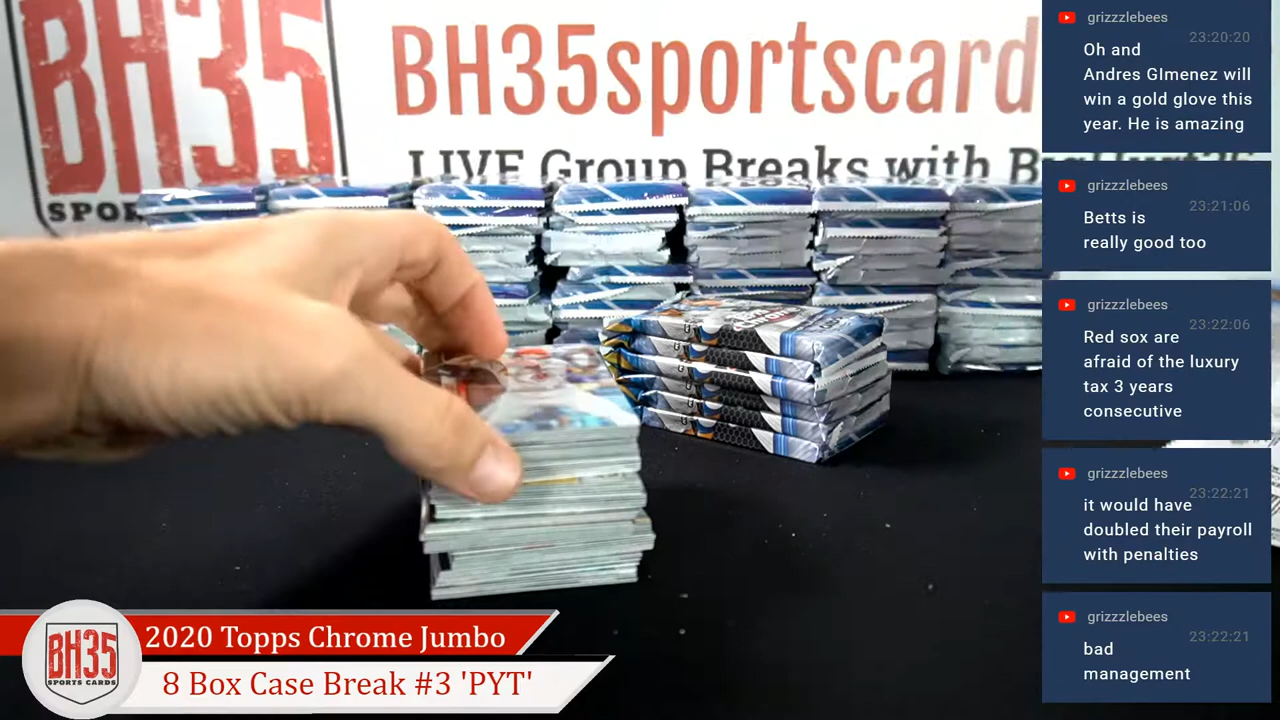 BH35
SPOR
BH35sportscard
LIVE Group Breaks with
grizzzlebees
23:20:20
Oh and
Andres GImenez will
win a gold glove this
year. He is amazing
grizzzlebees
23:21:06
Betts is
really good too
grizzzlebees
23:22:06
Red sox are
afraid of the luxury
tax 3 years
consecutive
grizzzlebees
23:22:21
it would have
doubled their payroll
with penalties
grizzzlebees
23:22:21
bad
management
BH35
SPORTS CARDS
2020 Topps Chrome Jumbo
8 Box Case Break #3 'PYT'